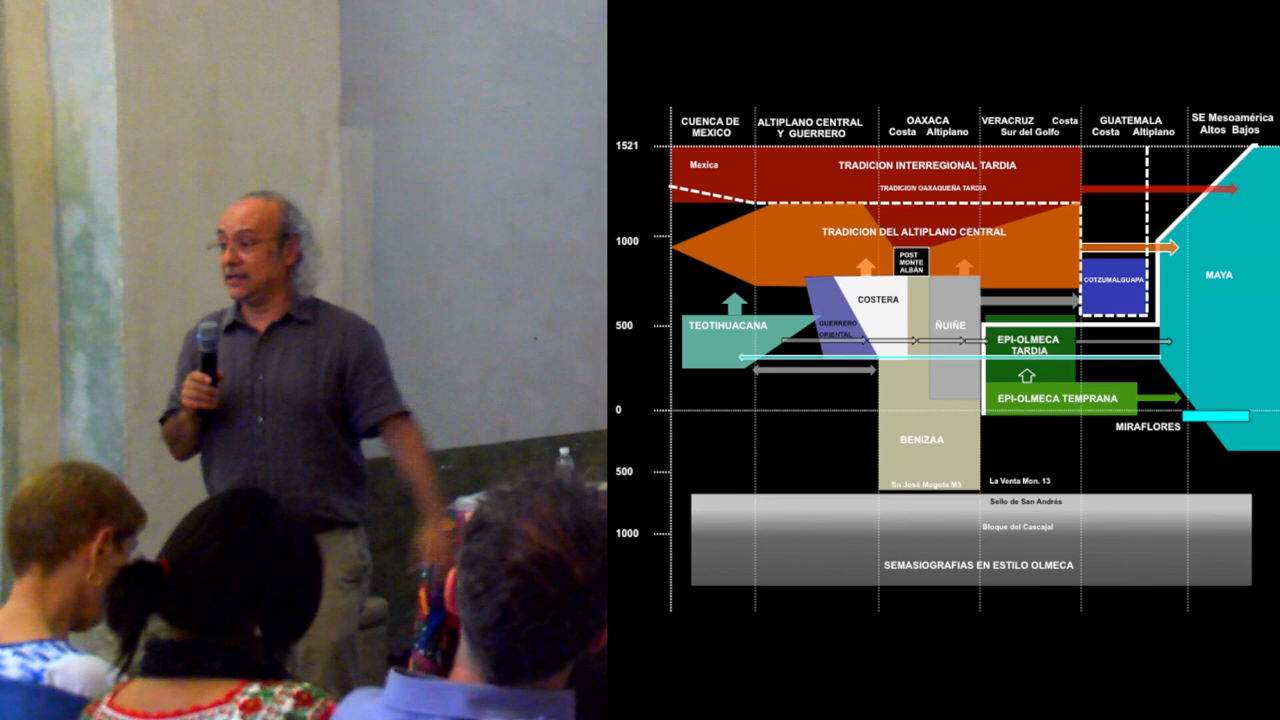 CUENCA DE
MEXICO
ALTIPLANO CENTRAL
Y GUERRERO
OAXACA
Costa Altiplano
VERACRUZ Costa
Sur del Golfo
GUATEMALA
Costa Altiplano
SE Mesoamérica
Altos Bajos
1521
Mexica
TRADICION INTERREGIONAL TARDIA
TRADICION OAXAQUEÑA TARDIA
TRADICION DEL ALTIPLANO CENTRAL
1000
POST
MONTE
ALBÁN
COTZUMALGUAPA
MAYA
COSTERA
500
TEOTIHUACANA
GUERRERO
ORIENTAL
ÑUIÑE
EPI-OLMECA
TARDIA
EPI-OLMECA TEMPRANA
0
MIRAFLORES
BENIZAA
500
Sn José Mogote M3
La Venta Mon. 13
Sello de San Andrés
1000
Bloque del Cascajal
SEMASIOGRAFIAS EN ESTILO OLMECA